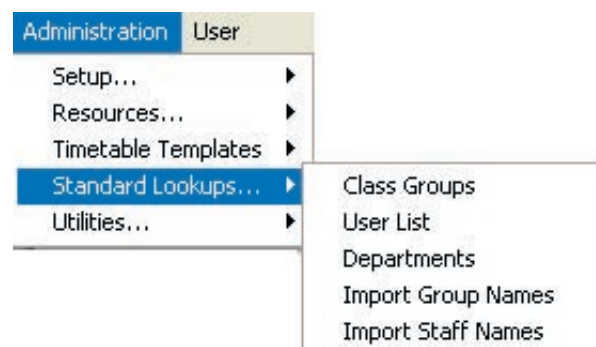 Administration User
Setup...
Resources...
Timetable Templates
Standard Lookups...
Utilities...
Class Groups
User List
Departments
Import Group Names
Import Staff Names